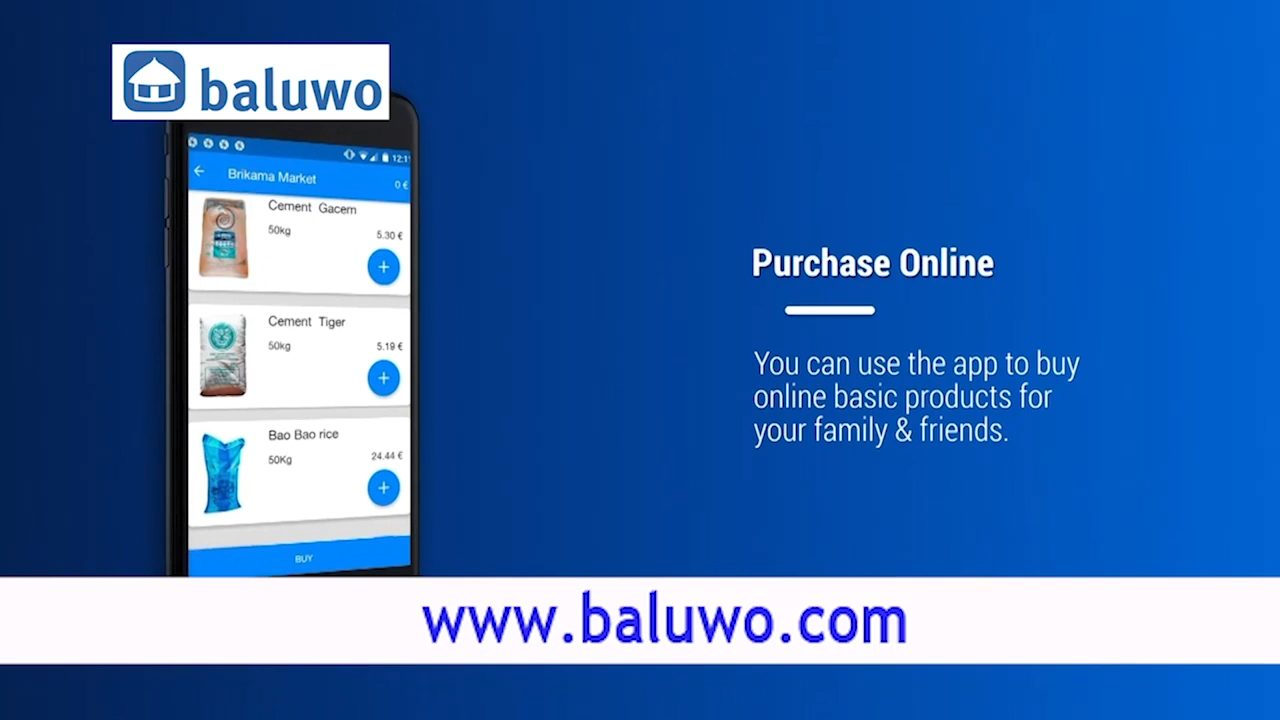 baluwo
12:11
Brikama Market
0 €
Cement Gacem
50kg
5.30 €
+
Cement Tiger
50kg
5.19 €
+
Bao Bao rice
50Kg
24.44 €
+
BUY
Purchase Online
You can use the app to buy
online basic products for
your family & friends.
www.baluwo.com